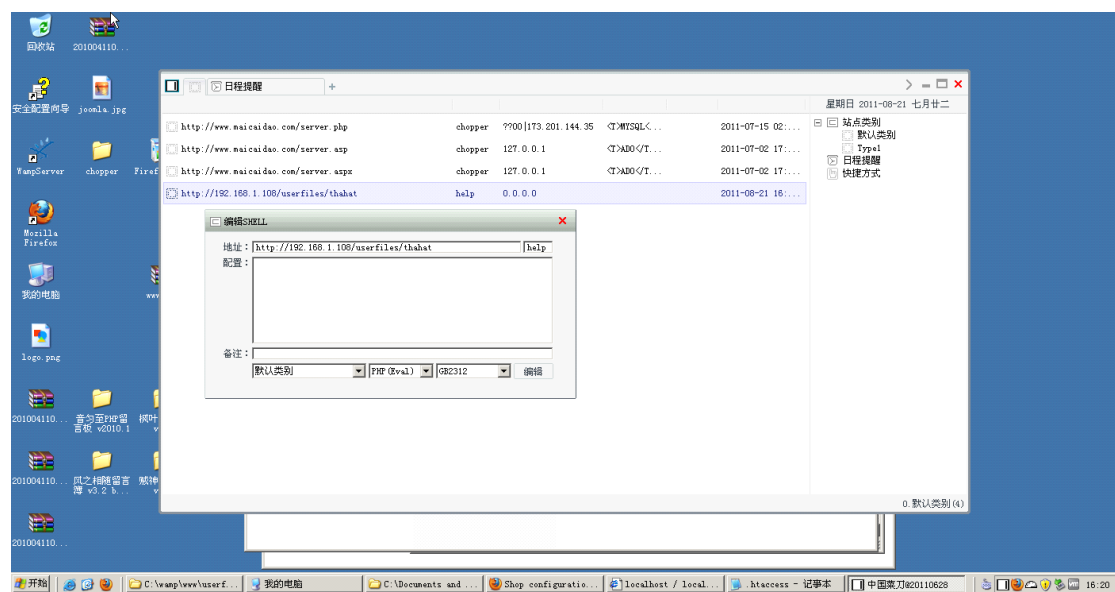 回收站
201004110...
安全配置向导
joomla.jpg
WampServer
chopper
Firef
Mozilla
Firefox
我的电脑
www
logo.png
201004110...
音匀至PHP留
言板 v2010.1
枫叶
v
201004110...
风之相随留言
簿 v3.2 b...
贼神
v
201004110...
日程提醒
+
星期日 2011-08-21 七月廿二
http://www.maicaidao.com/server.php chopper ??00|173.201.144.35 <T>MYSQL<... 2011-07-15 02:...
http://www.maicaidao.com/server.asp chopper 127.0.0.1 <T>ADO</T... 2011-07-02 17:...
http://www.maicaidao.com/server.aspx chopper 127.0.0.1 <T>ADO</T... 2011-07-02 17:...
http://192.168.1.108/userfiles/thahat help 0.0.0.0 2011-08-21 16:...
站点类别
默认类别
Type1
日程提醒
快捷方式
编辑SHELL
地址: http://192.168.1.108/userfiles/thahat help
配置:
备注:
默认类别 PHP(Eval) GB2312 编辑
0.默认类别(4)
开始 C:\wamp\www\userf... 我的电脑 C:\Documents and ... Shop configuratio... localhost / local... .htaccess - 记事本 中国菜刀@20110628 16:20